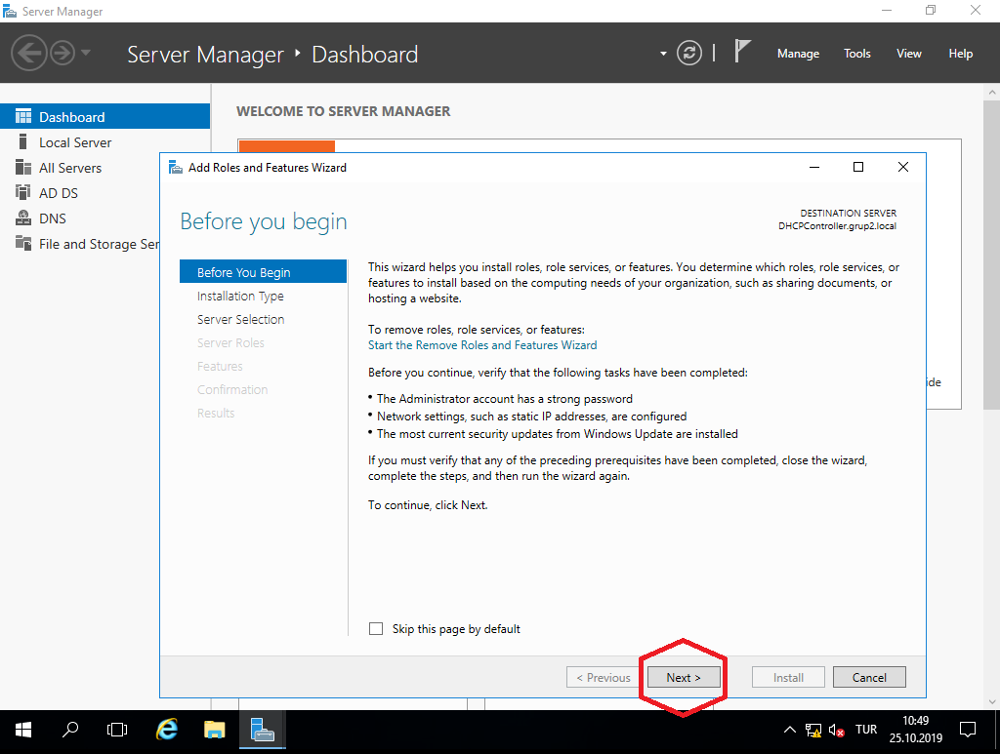 Server Manager
Server Manager ‣ Dashboard
Manage Tools View Help
Dashboard
Local Server
All Servers
AD DS
DNS
File and Storage Ser
WELCOME TO SERVER MANAGER
Add Roles and Features Wizard
Before you begin
DESTINATION SERVER
DHCPController.grup2.local
Before You Begin
Installation Type
Server Selection
Server Roles
Features
Confirmation
Results
This wizard helps you install roles, role services, or features. You determine which roles, role services, or
features to install based on the computing needs of your organization, such as sharing documents, or
hosting a website.
To remove roles, role services, or features:
Start the Remove Roles and Features Wizard
Before you continue, verify that the following tasks have been completed:
• The Administrator account has a strong password
• Network settings, such as static IP addresses, are configured
• The most current security updates from Windows Update are installed
If you must verify that any of the preceding prerequisites have been completed, close the wizard,
complete the steps, and then run the wizard again.
To continue, click Next.
Skip this page by default
ide
< Previous Next > Install Cancel
TUR
10:49
25.10.2019